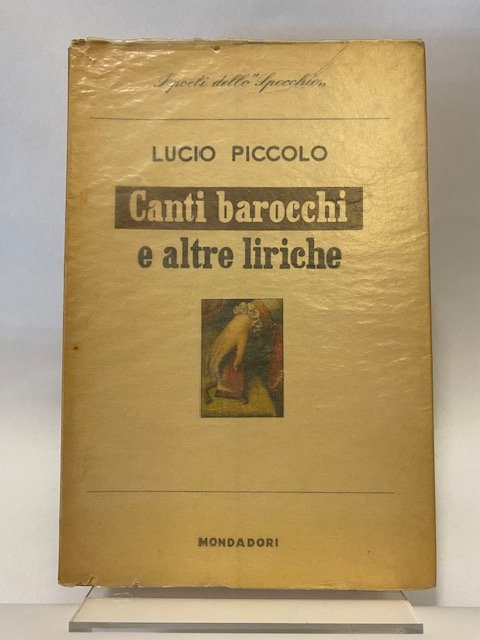 I poeti dello "Specchio"
LUCIO PICCOLO
Canti barocchi
e altre liriche
MONDADORI